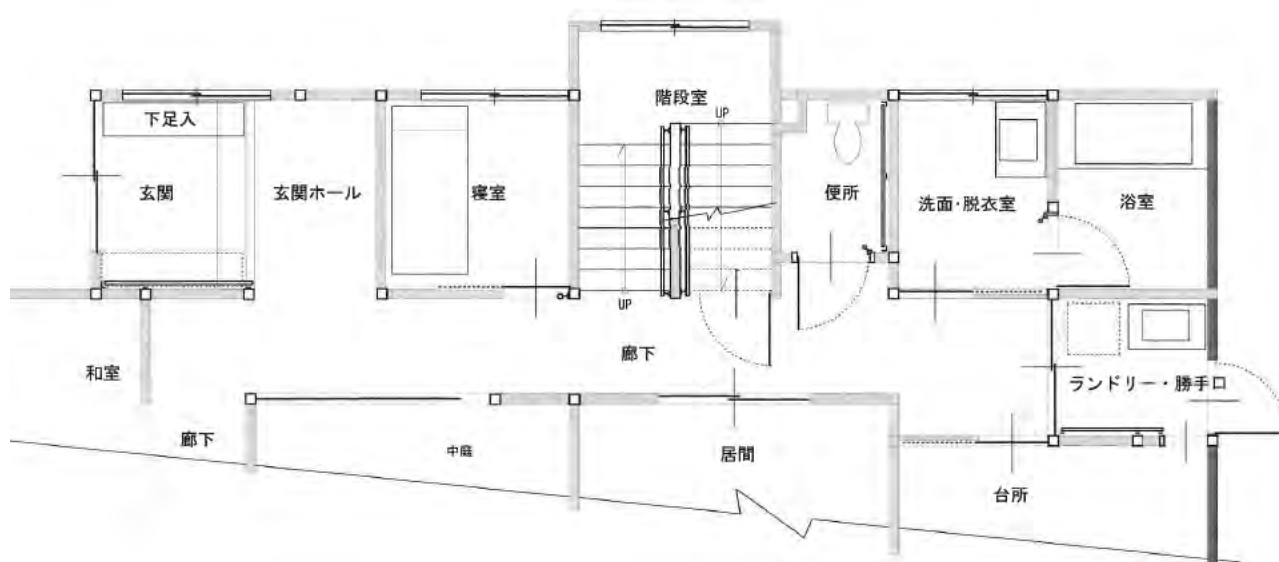 階段室
UP
下足入
玄関
玄関ホール
寝室
便所
洗面・脱衣室
浴室
UP
廊下
和室
ランドリー・勝手口
廊下
中庭
居間
台所